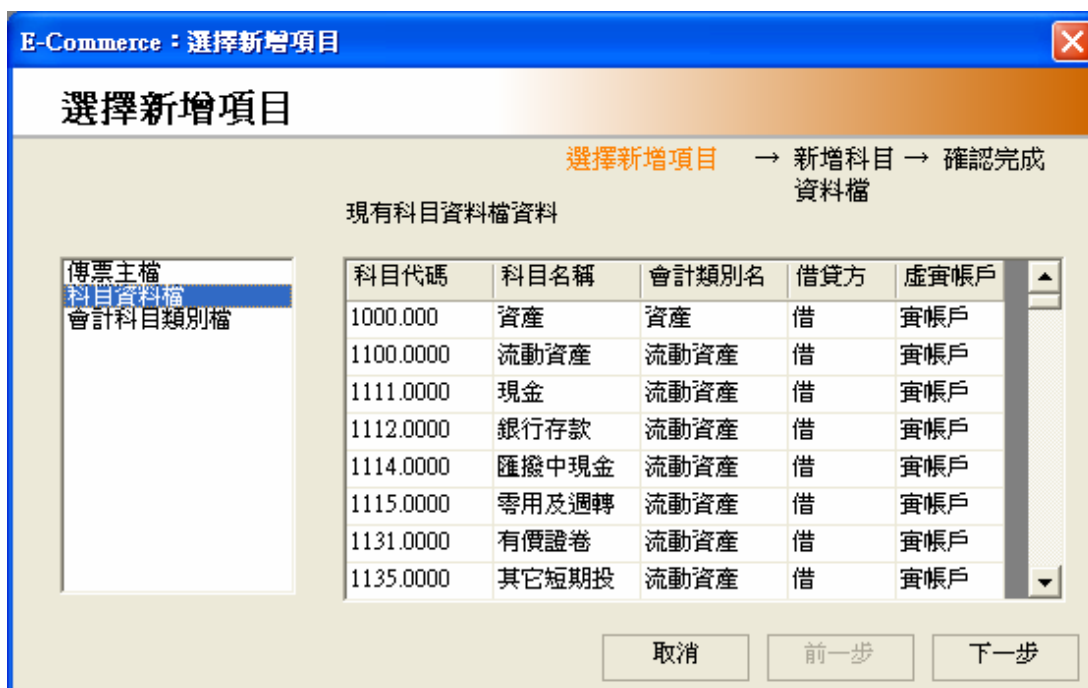 E-Commerce：選擇新增項目
選擇新增項目
選擇新增項目 → 新增科目資料檔 → 確認完成
現有科目資料檔資料
傳票主檔
科目資料檔
會計科目類別檔
科目代碼 科目名稱 會計類別名 借貸方 虛實帳戶
1000.000 資產 資產 借 實帳戶
1100.0000 流動資產 流動資產 借 實帳戶
1111.0000 現金 流動資產 借 實帳戶
1112.0000 銀行存款 流動資產 借 實帳戶
1114.0000 匯撥中現金 流動資產 借 實帳戶
1115.0000 零用及週轉 流動資產 借 實帳戶
1131.0000 有價證卷 流動資產 借 實帳戶
1135.0000 其它短期投 流動資產 借 實帳戶
取消 前一步 下一步